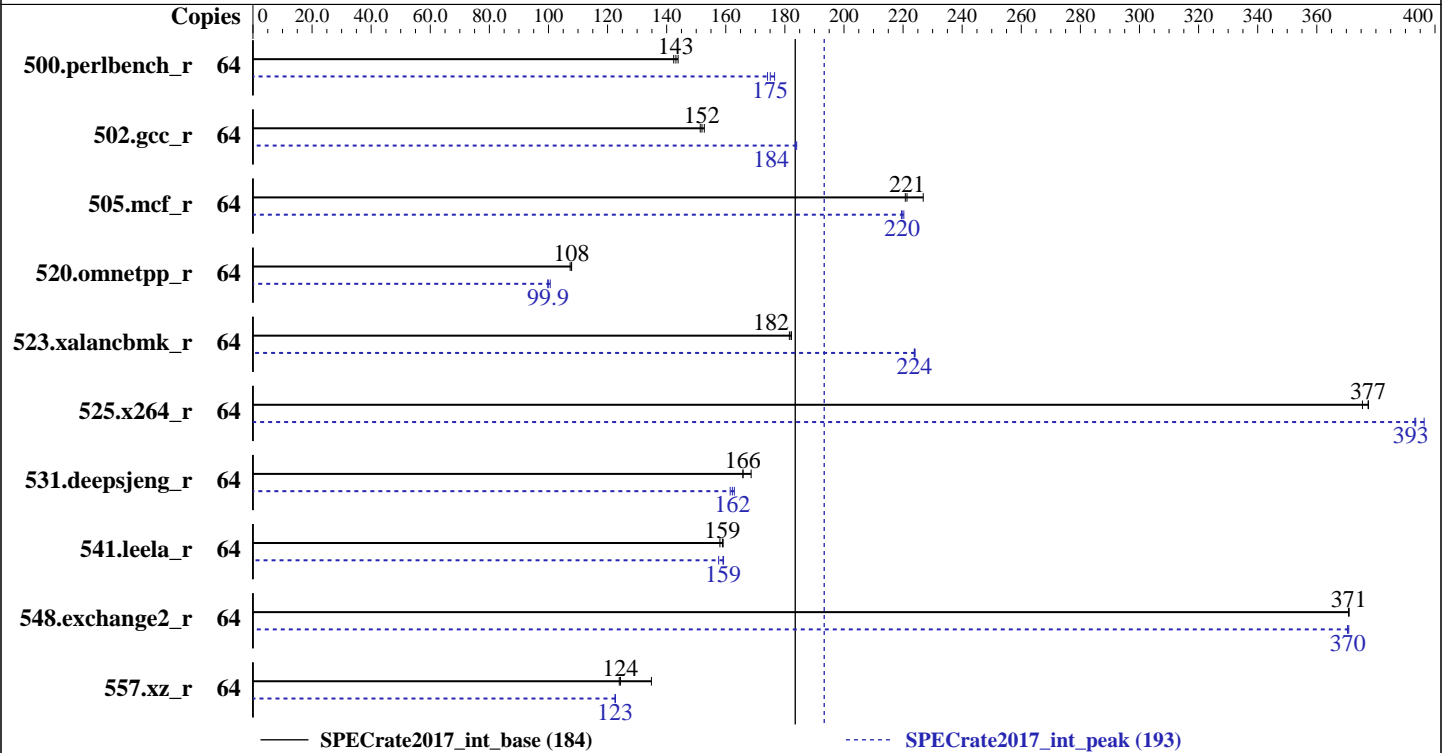 Copies 0 20.0 40.0 60.0 80.0 100 120 140 160 180 200 220 240 260 280 300 320 340 360 400
143
500.perlbench_r 64
175
152
502.gcc_r 64
184
221
505.mcf_r 64
220
108
520.omnetpp_r 64
99.9
182
523.xalancbmk_r 64
224
377
525.x264_r 64
393
166
531.deepsjeng_r 64
162
159
541.leela_r 64
159
371
548.exchange2_r 64
370
124
557.xz_r 64
123
SPECrate2017_int_base (184) SPECrate2017_int_peak (193)